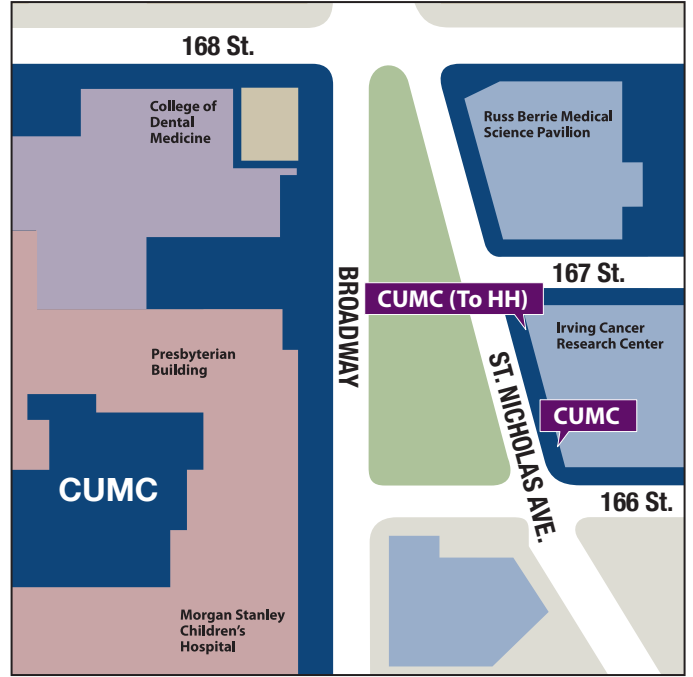 168 St.
College of
Dental
Medicine
Russ Berrie Medical
Science Pavilion
167 St.
BROADWAY
CUMC (To HH)
Irving Cancer
Research Center
Presbyterian
Building
ST. NICHOLAS AVE.
CUMC
CUMC
166 St.
Morgan Stanley
Children's
Hospital